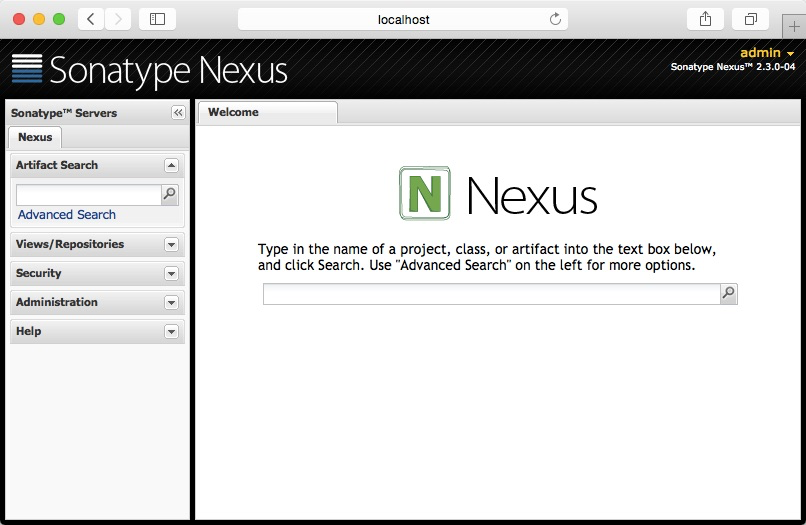 localhost
Sonatype Nexus
admin
Sonatype Nexus™ 2.3.0-04
Sonatype™ Servers
Nexus
Artifact Search
Advanced Search
Views/Repositories
Security
Administration
Help
Welcome
N Nexus
Type in the name of a project, class, or artifact into the text box below,
and click Search. Use "Advanced Search" on the left for more options.